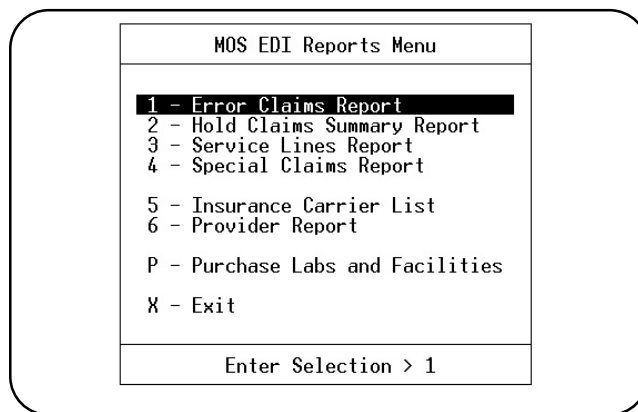 MOS EDI Reports Menu
1 - Error Claims Report
2 - Hold Claims Summary Report
3 - Service Lines Report
4 - Special Claims Report
5 - Insurance Carrier List
6 - Provider Report
P - Purchase Labs and Facilities
X - Exit
Enter Selection > 1